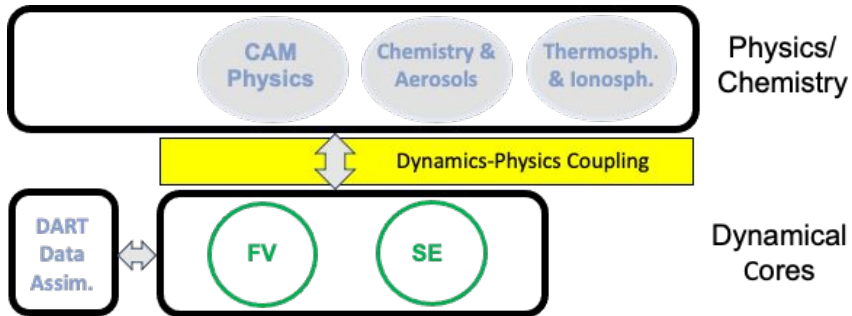 CAM
Physics
Chemistry &
Aerosols
Thermosph.
& Ionosph.
Physics/
Chemistry
Dynamics-Physics Coupling
DART
Data
Assim.
FV
SE
Dynamical
Cores